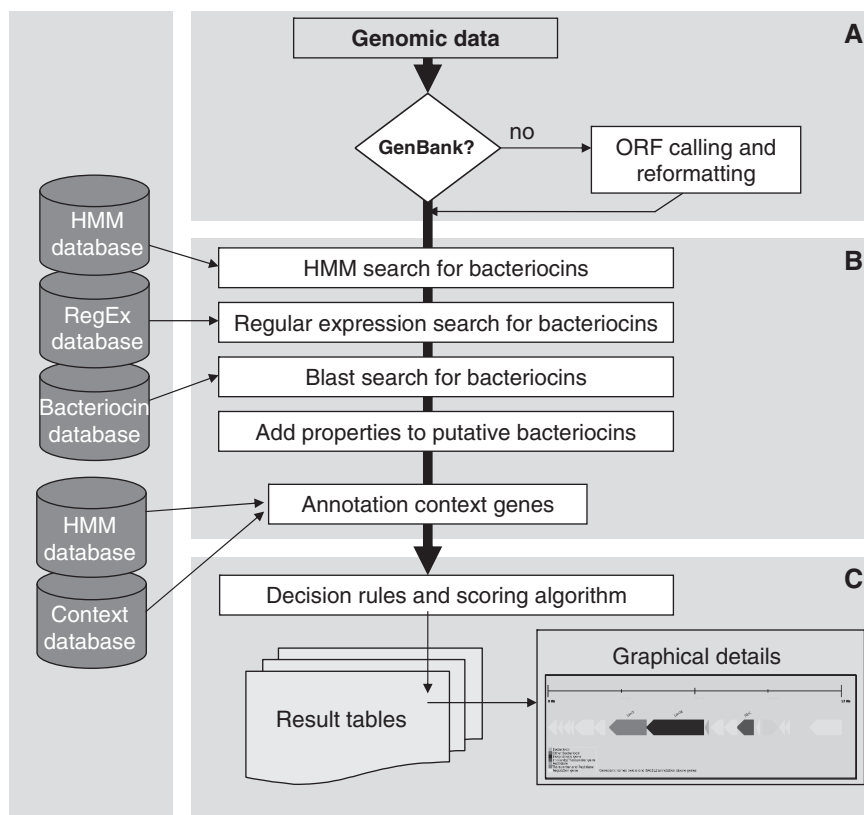 Genomic data
A
GenBank?
no
ORF calling and
reformatting
HMM
database
RegEx
database
Bacteriocin
database
HMM
database
Context
database
B
HMM search for bacteriocins
Regular expression search for bacteriocins
Blast search for bacteriocins
Add properties to putative bacteriocins
Annotation context genes
C
Decision rules and scoring algorithm
Result tables
Graphical details